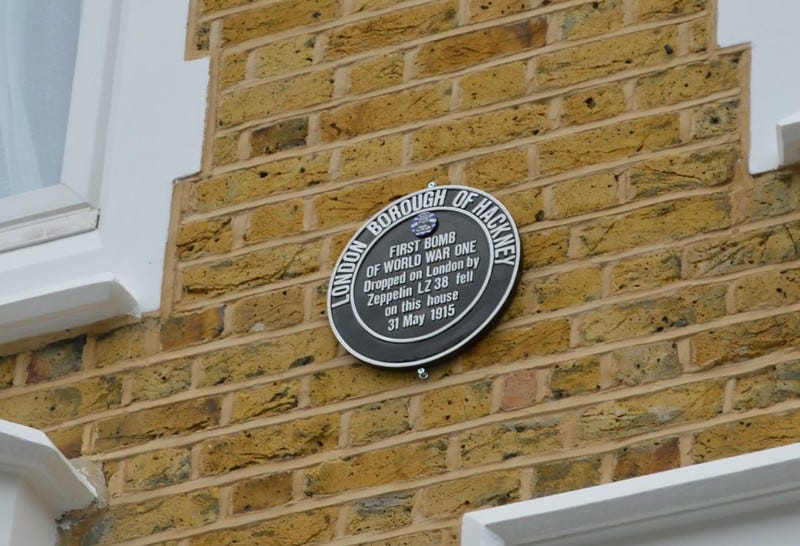 LONDON BOROUGH OF HACKNEY
FIRST BOMB
OF WORLD WAR ONE
Dropped on London by
Zeppelin LZ 38 fell
on this house
31 May 1915